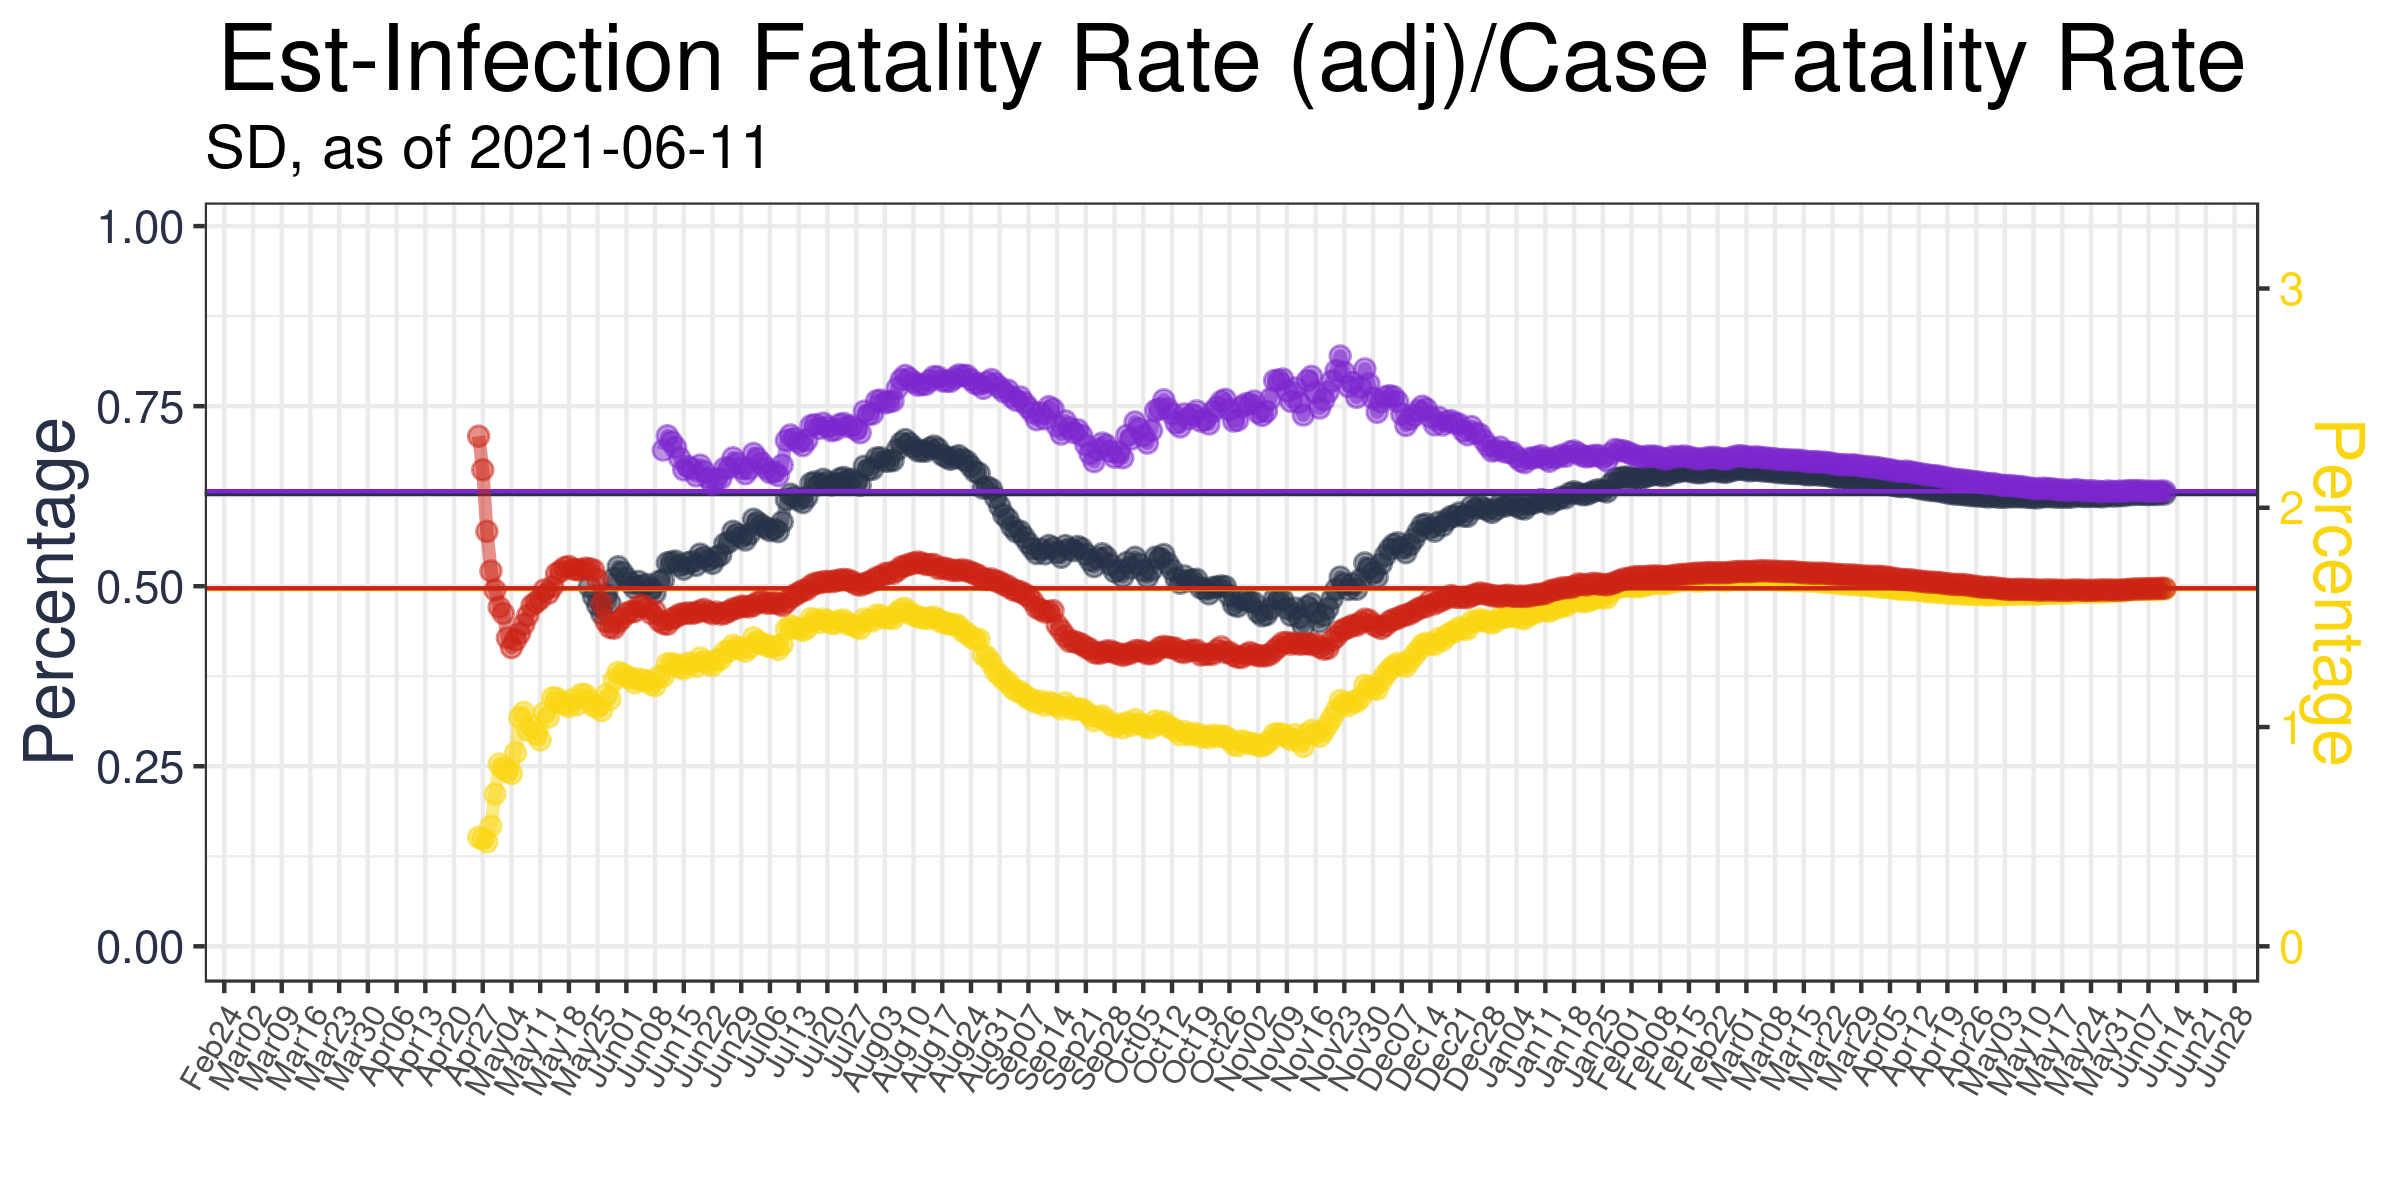 Est-Infection Fatality Rate (adj)/Case Fatality Rate
SD, as of 2021-06-11
Percentage
1.00
0.75
0.50
0.25
0.00
3
2
1
0
Percentage
Feb24
Mar02
Mar09
Mar16
Mar23
Mar30
Apr06
Apr13
Apr20
Apr27
May04
May11
May18
May25
Jun01
Jun08
Jun15
Jun22
Jun29
Jul06
Jul13
Jul20
Jul27
Aug03
Aug10
Aug17
Aug24
Aug31
Sep07
Sep14
Sep21
Sep28
Oct05
Oct12
Oct19
Oct26
Nov02
Nov09
Nov16
Nov23
Nov30
Dec07
Dec14
Dec21
Dec28
Jan04
Jan11
Jan18
Jan25
Feb01
Feb08
Feb15
Feb22
Mar01
Mar08
Mar15
Mar22
Mar29
Apr05
Apr12
Apr19
Apr26
May03
May10
May17
May24
May31
Jun07
Jun14
Jun21
Jun28